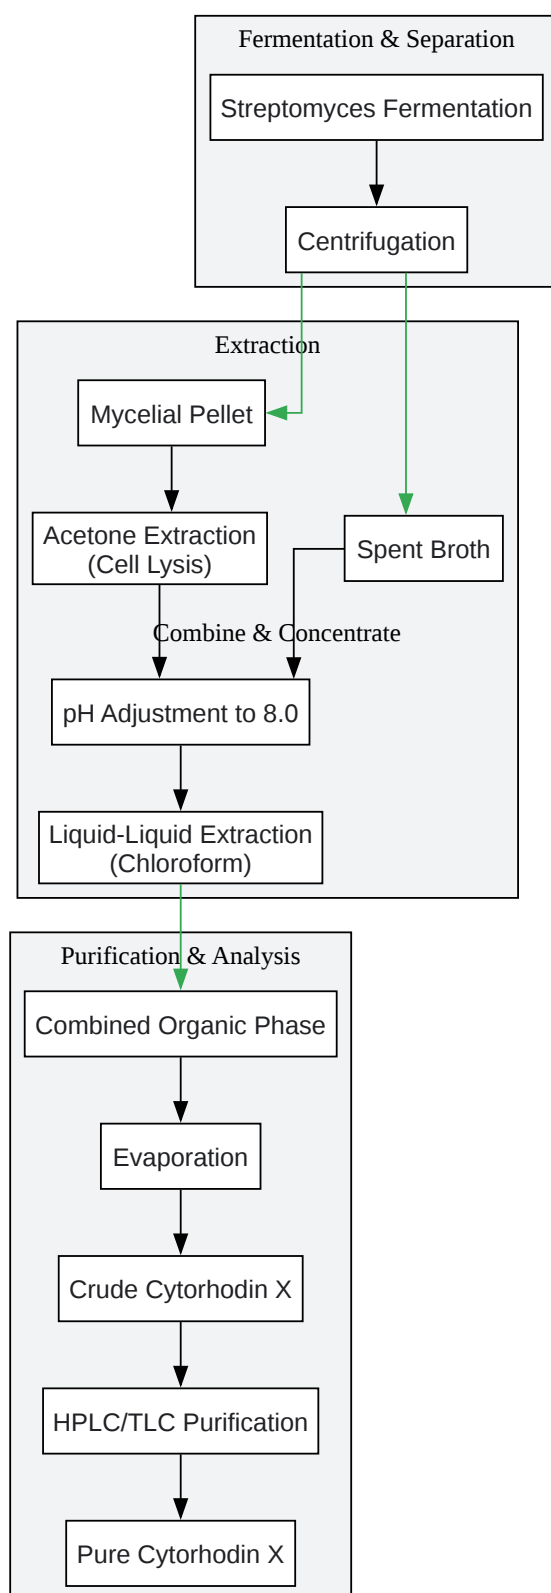 Fermentation & Separation
Streptomyces Fermentation
Centrifugation
Extraction
Mycelial Pellet
Acetone Extraction
(Cell Lysis)
Spent Broth
Combine & Concentrate
pH Adjustment to 8.0
Liquid-Liquid Extraction
(Chloroform)
Purification & Analysis
Combined Organic Phase
Evaporation
Crude Cytorhodin X
HPLC/TLC Purification
Pure Cytorhodin X